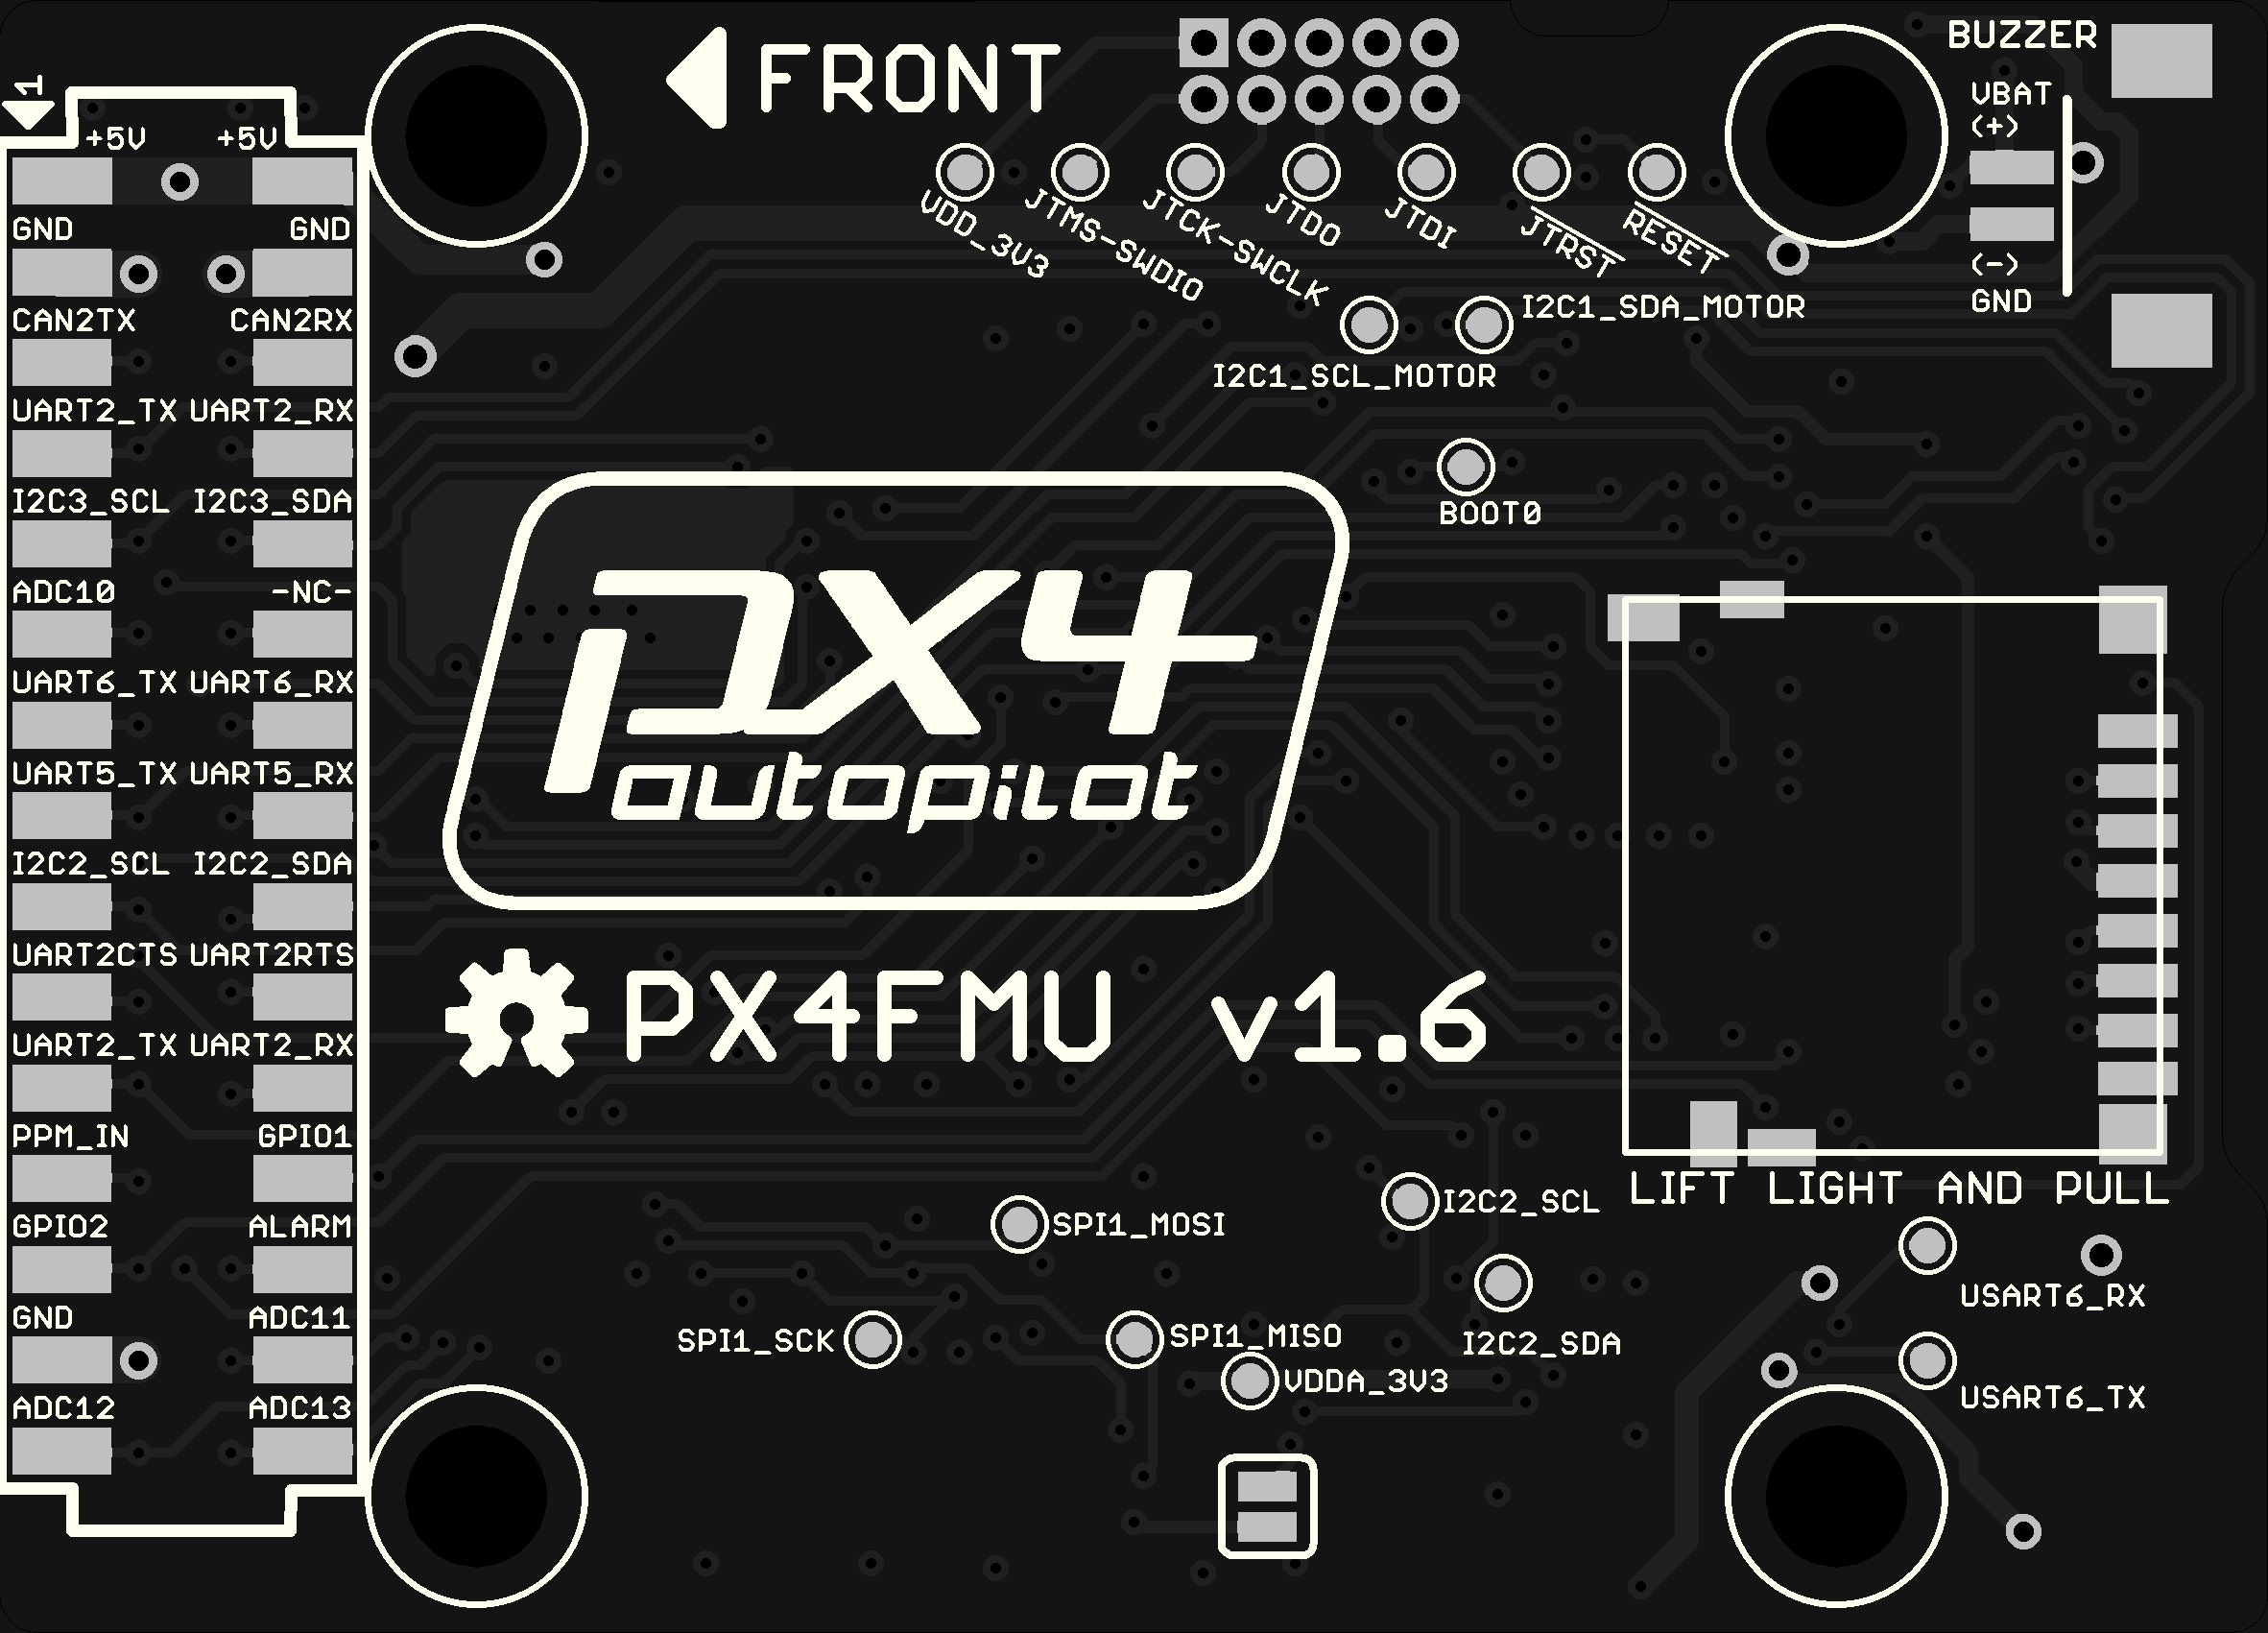 FRONT
BUZZER
1
VBAT
(+)
+5V +5V
GND GND
VDD_3V3
JTMS-SWDIO
JTCK-SWCLK
JTDO
JTDI
JTRST
RESET
(-)
GND
I2C1_SDA_MOTOR
CAN2TX CAN2RX
I2C1_SCL_MOTOR
UART2_TX UART2_RX
I2C3_SCL I2C3_SDA
BOOT0
ADC10 -NC-
px4
autopilot
UART6_TX UART6_RX
UART5_TX UART5_RX
I2C2_SCL I2C2_SDA
UART2CTS UART2RTS
PX4FMU v1.6
UART2_TX UART2_RX
PPM_IN GPIO1
LIFT LIGHT AND PULL
I2C2_SCL
SPI1_MOSI
GPIO2 ALARM
USART6_RX
GND ADC11
SPI1_SCK
SPI1_MISO
I2C2_SDA
VDDA_3V3
USART6_TX
ADC12 ADC13